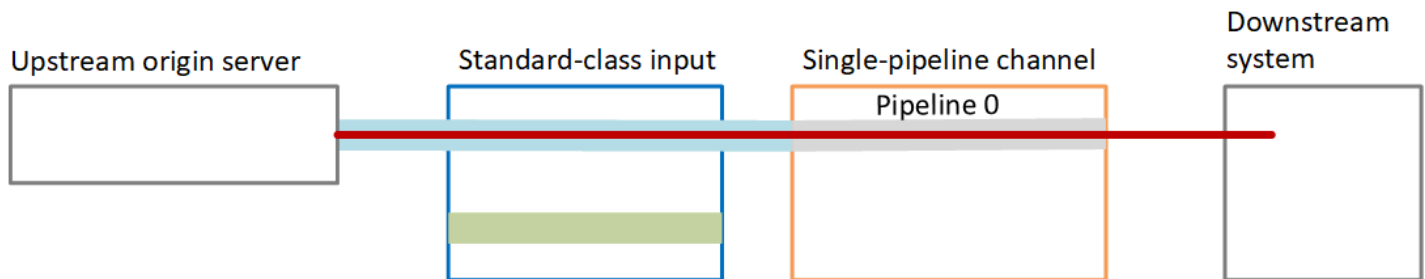 Upstream origin server
Standard-class input
Single-pipeline channel
Downstream
system
Pipeline 0